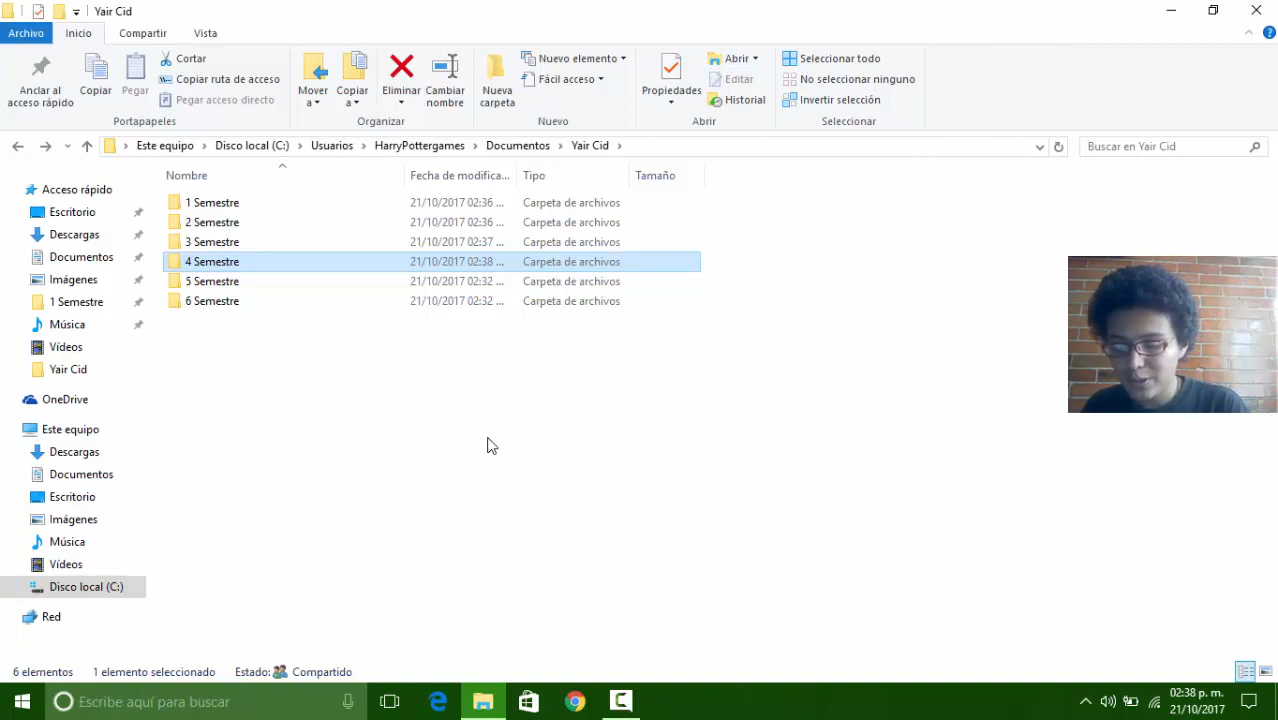 Yair Cid
Archivo Inicio Compartir Vista
Anclar al acceso rápido
Copiar
Pegar
Cortar
Copiar ruta de acceso
Pegar acceso directo
Portapapeles
Mover a
Copiar a
Eliminar
Cambiar nombre
Organizar
Nueva carpeta
Nuevo elemento
Fácil acceso
Nuevo
Propiedades
Abrir
Editar
Historial
Abrir
Seleccionar todo
No seleccionar ninguno
Invertir selección
Seleccionar
Este equipo > Disco local (C:) > Usuarios > HarryPottergames > Documentos > Yair Cid >
Buscar en Yair Cid
Acceso rápido
Escritorio
Descargas
Documentos
Imágenes
1 Semestre
Música
Vídeos
Yair Cid
OneDrive
Este equipo
Descargas
Documentos
Escritorio
Imágenes
Música
Vídeos
Disco local (C:)
Red
Nombre Fecha de modifica... Tipo Tamaño
1 Semestre 21/10/2017 02:36 ... Carpeta de archivos
2 Semestre 21/10/2017 02:36 ... Carpeta de archivos
3 Semestre 21/10/2017 02:37 ... Carpeta de archivos
4 Semestre 21/10/2017 02:38 ... Carpeta de archivos
5 Semestre 21/10/2017 02:32 ... Carpeta de archivos
6 Semestre 21/10/2017 02:32 ... Carpeta de archivos
6 elementos 1 elemento seleccionado Estado: Compartido
Escribe aquí para buscar
02:38 p. m.
21/10/2017